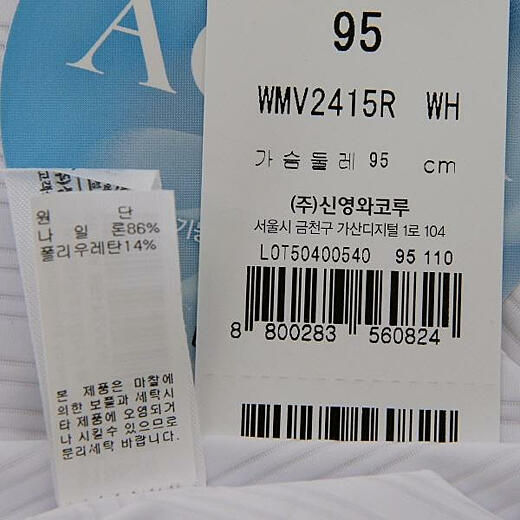 95
WMV2415R WH
가슴둘레 95 cm
(주)신영와코루
서울시 금천구 가산디지털 1로 104
LOT50400540 95 110
8 800283 560824
원 단
나 일 론86%
폴리우레탄14%
본 제품은 마찰에
의한 보풀과 세탁시
타제품에 오염되거
나 시킬수 있으므로
분리세탁 바랍니다.